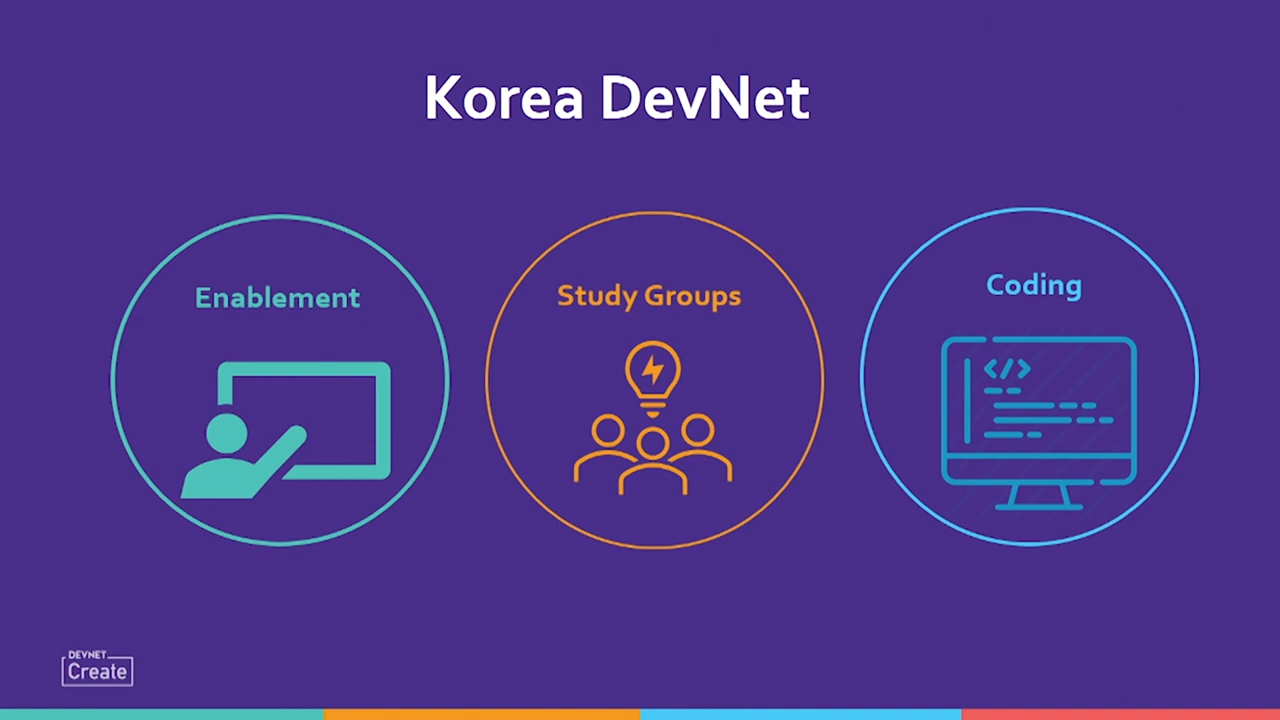 Korea DevNet
Enablement
Study Groups
Coding
</>
DEVNET
Create